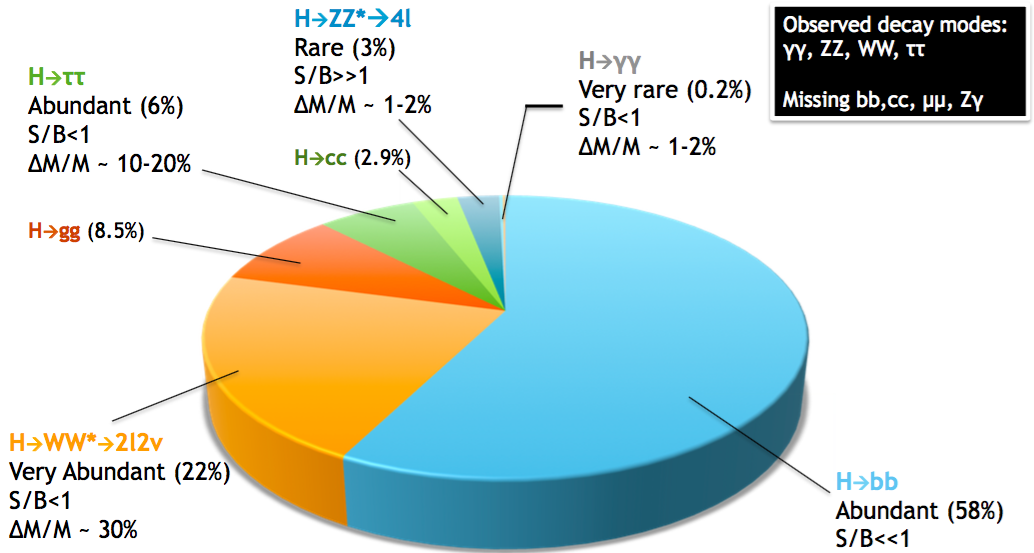 H→ZZ*→4l
Rare (3%)
S/B>>1
ΔM/M ~ 1-2%
H→γγ
Very rare (0.2%)
S/B<1
ΔM/M ~ 1-2%
Observed decay modes:
γγ, ZZ, WW, ττ
Missing bb,cc, μμ, Zγ
H→ττ
Abundant (6%)
S/B<1
ΔM/M ~ 10-20%
H→cc (2.9%)
H→gg (8.5%)
H→WW*→2l2v
Very Abundant (22%)
S/B<1
ΔM/M ~ 30%
H→bb
Abundant (58%)
S/B<<1